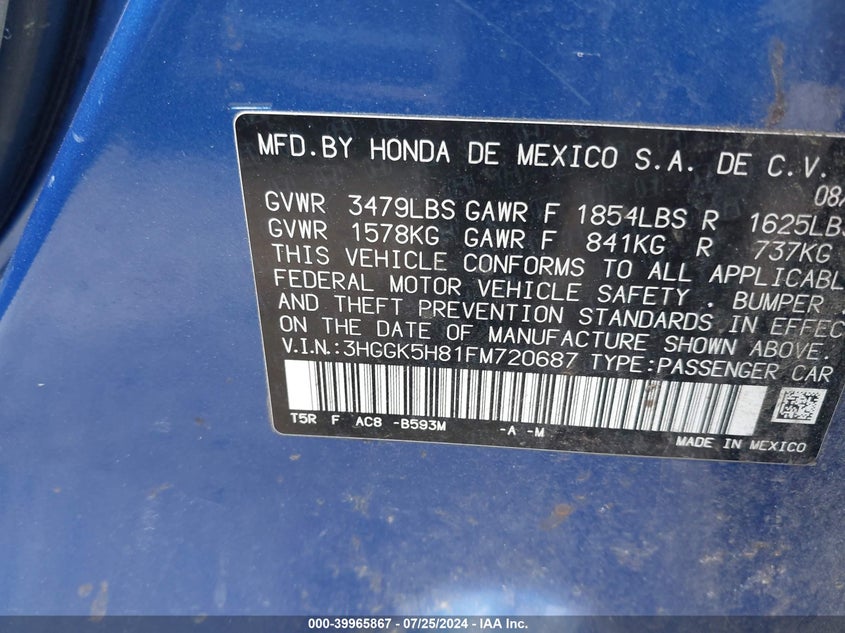 MFD.BY HONDA DE MEXICO S.A. DE C.V.
08/
GVWR 3479LBS GAWR F 1854LBS R 1625LBS
GVWR 1578KG GAWR F 841KG R 737KG
THIS VEHICLE CONFORMS TO ALL APPLICABL
FEDERAL MOTOR VEHICLE SAFETY . BUMPER .
AND THEFT PREVENTION STANDARDS IN EFFEC
ON THE DATE OF MANUFACTURE SHOWN ABOVE.
V.I.N.:3HGGK5H81FM720687 TYPE:PASSENGER CAR
T5R F AC8 -B593M -A -M
MADE IN MEXICO
000-39965867 - 07/25/2024 - IAA Inc.